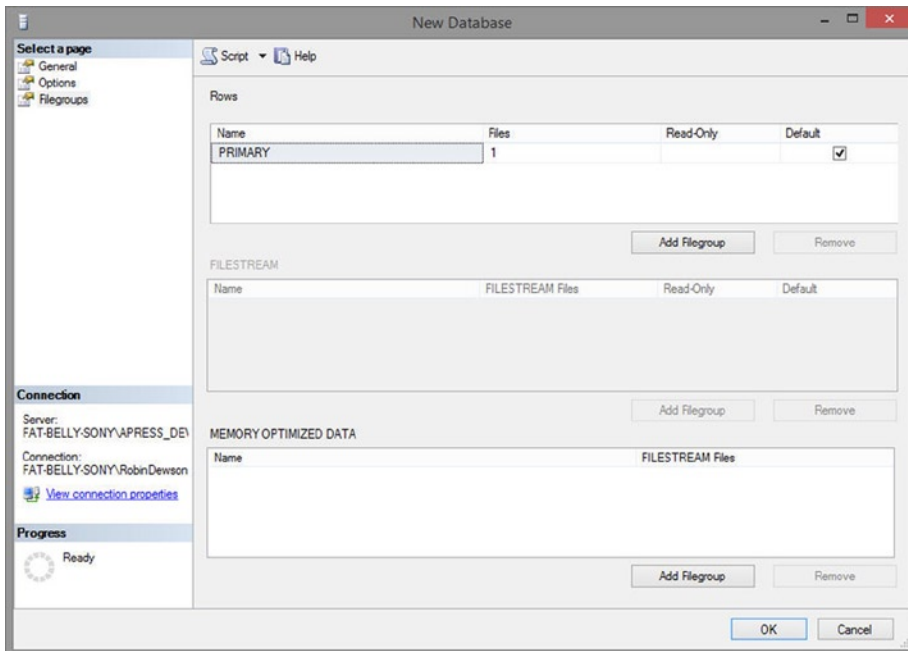 New Database
Select a page
General
Options
Filegroups
Script Help
Rows
Name Files Read-Only Default
PRIMARY 1
Add Filegroup Remove
FILESTREAM
Name FILESTREAM Files Read-Only Default
Add Filegroup Remove
MEMORY OPTIMIZED DATA
Name FILESTREAM Files
Add Filegroup Remove
Connection
Server:
FAT-BELLY-SONY\APRESS_DEV
Connection:
FAT-BELLY-SONY\RobinDewson
View connection properties
Progress
Ready
OK Cancel